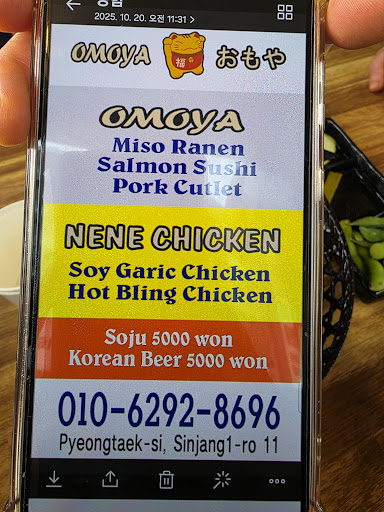 2025. 10. 20. 오전 11:31 >
OMOYA 福 おもや
OMOYA
Miso Ranen
Salmon Sushi
Pork Cutlet
NENE CHICKEN
Soy Garic Chicken
Hot Bling Chicken
Soju 5000 won
Korean Beer 5000 won
010-6292-8696
Pyeongtaek-si, Sinjang1-ro 11